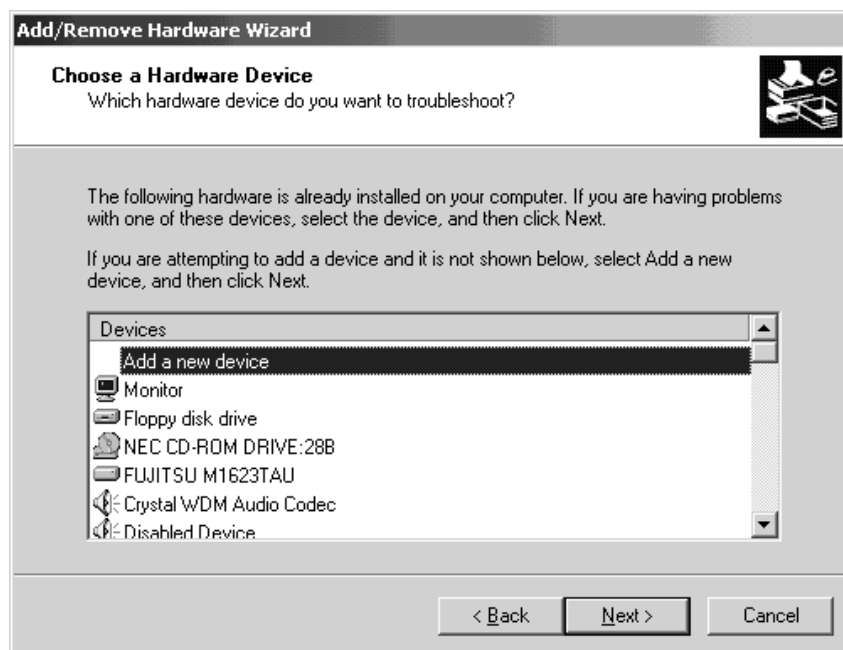 Add/Remove Hardware Wizard
Choose a Hardware Device
Which hardware device do you want to troubleshoot?
The following hardware is already installed on your computer. If you are having problems
with one of these devices, select the device, and then click Next.
If you are attempting to add a device and it is not shown below, select Add a new
device, and then click Next.
Devices
Add a new device
Monitor
Floppy disk drive
NEC CD-ROM DRIVE:28B
FUJITSU M1623TAU
Crystal WDM Audio Codec
Disabled Device
< Back
Next >
Cancel